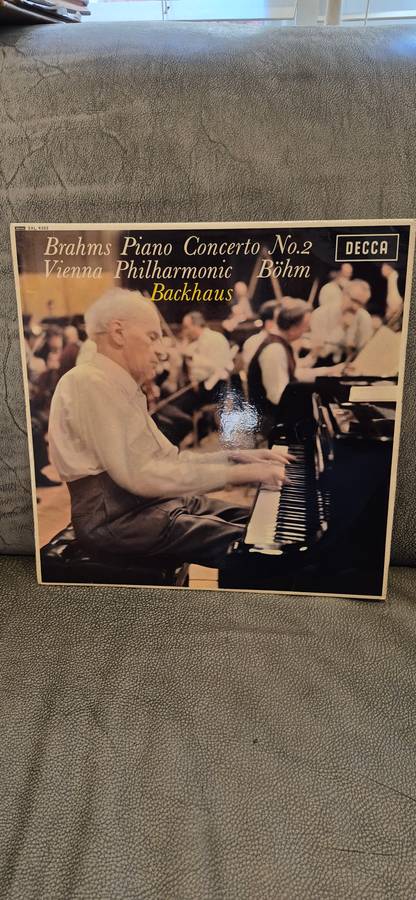 Brahms Piano Concerto No.2
Vienna Philharmonic Böhm
Backhaus
DECCA